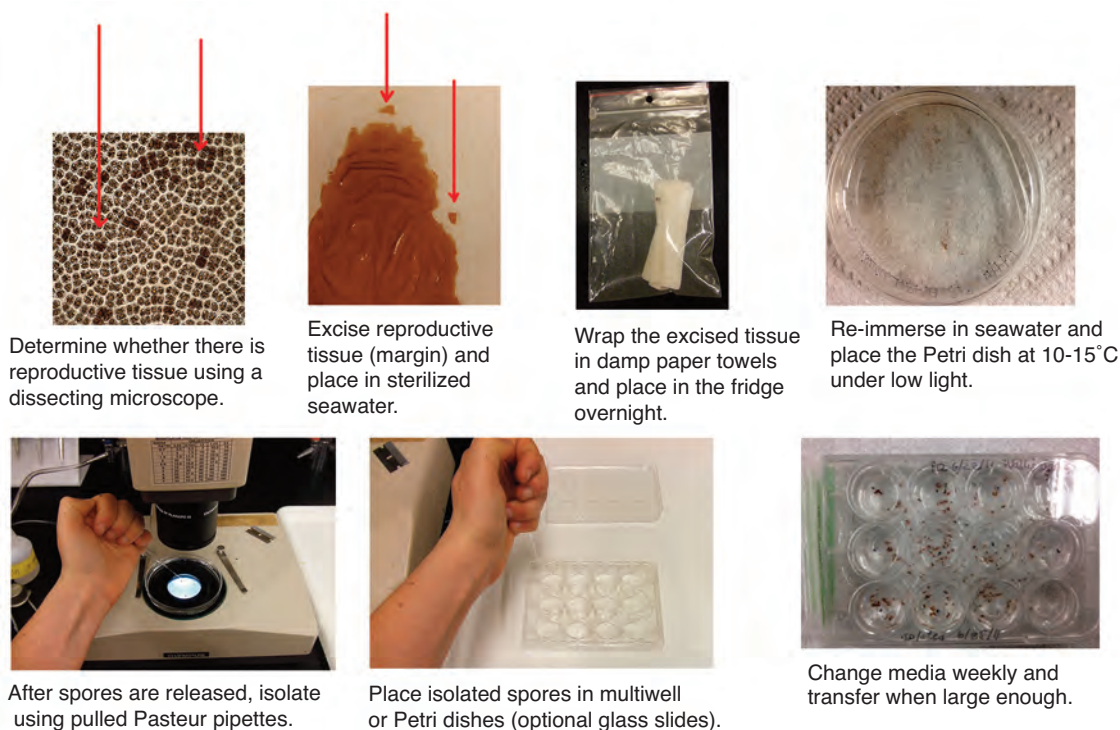 Determine whether there is
reproductive tissue using a
dissecting microscope.
Excise reproductive
tissue (margin) and
place in sterilized
seawater.
Wrap the excised tissue
in damp paper towels
and place in the fridge
overnight.
Re-immerse in seawater and
place the Petri dish at 10-15˚C
under low light.
After spores are released, isolate
using pulled Pasteur pipettes.
Place isolated spores in multiwell
or Petri dishes (optional glass slides).
Change media weekly and
transfer when large enough.